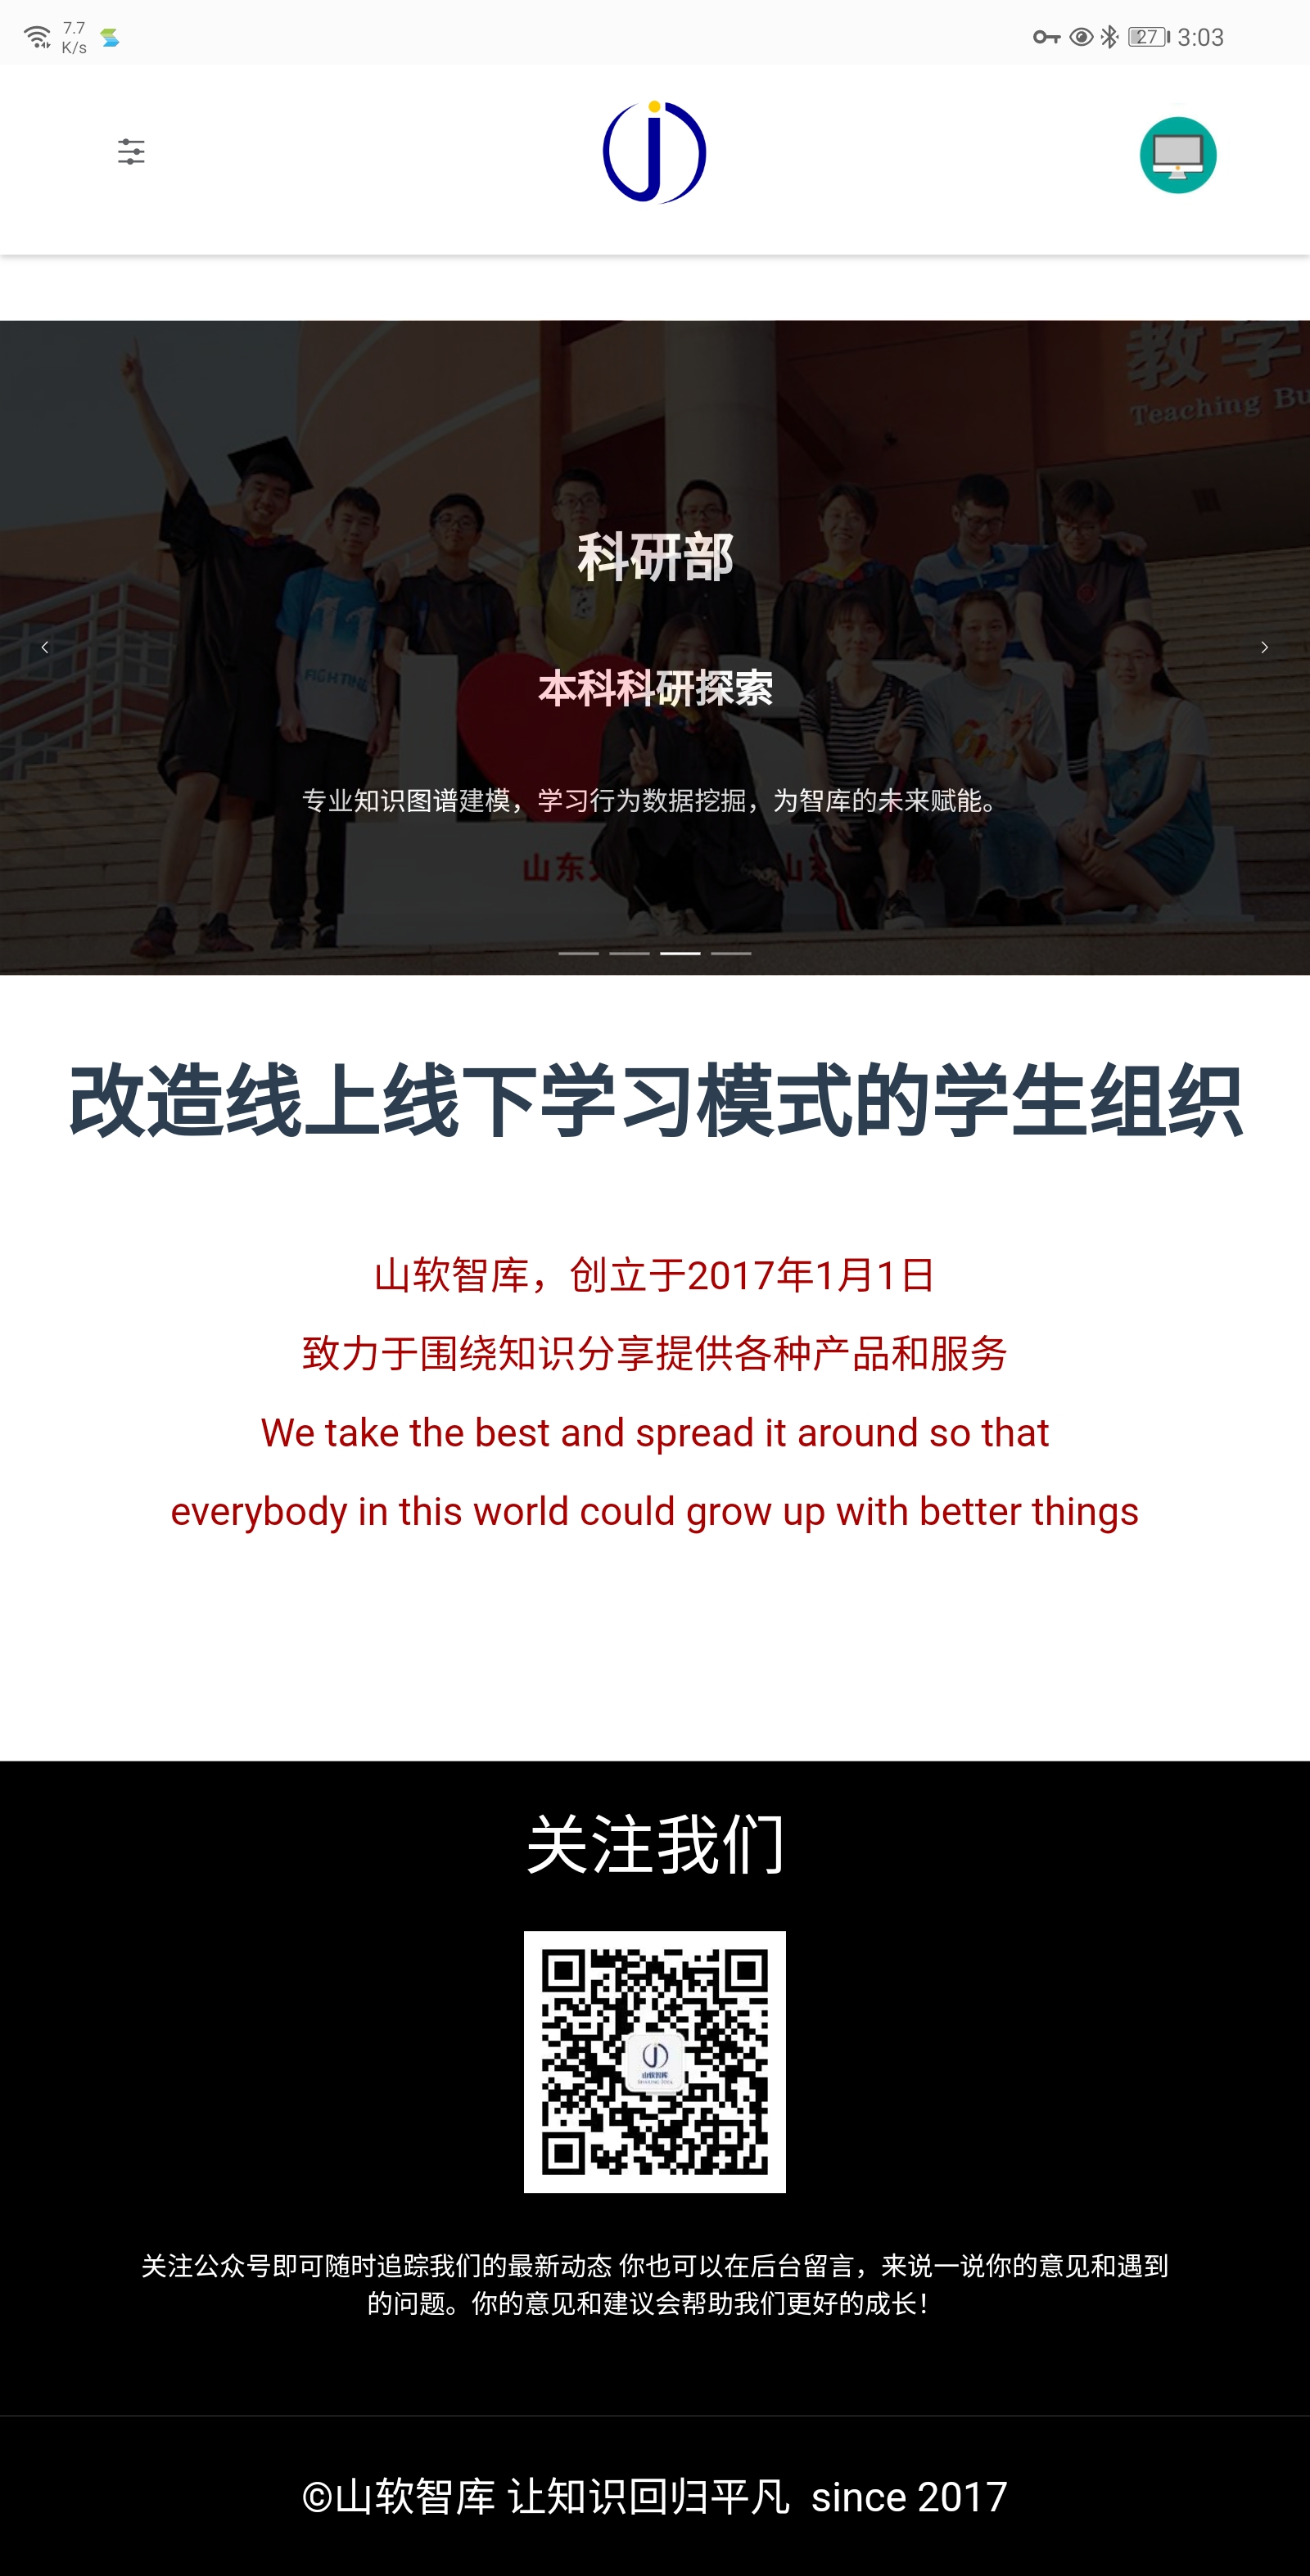 7.7
K/s
27
3:03
教学
Teaching Bu
科研部
FIGHTING
本科科研探索
专业知识图谱建模，学习行为数据挖掘，为智库的未来赋能。
山东
改造线上线下学习模式的学生组织
山软智库，创立于2017年1月1日
致力于围绕知识分享提供各种产品和服务
We take the best and spread it around so that
everybody in this world could grow up with better things
关注我们
山软智库
关注公众号即可随时追踪我们的最新动态 你也可以在后台留言，来说一说你的意见和遇到
的问题。你的意见和建议会帮助我们更好的成长！
©山软智库 让知识回归平凡 since 2017